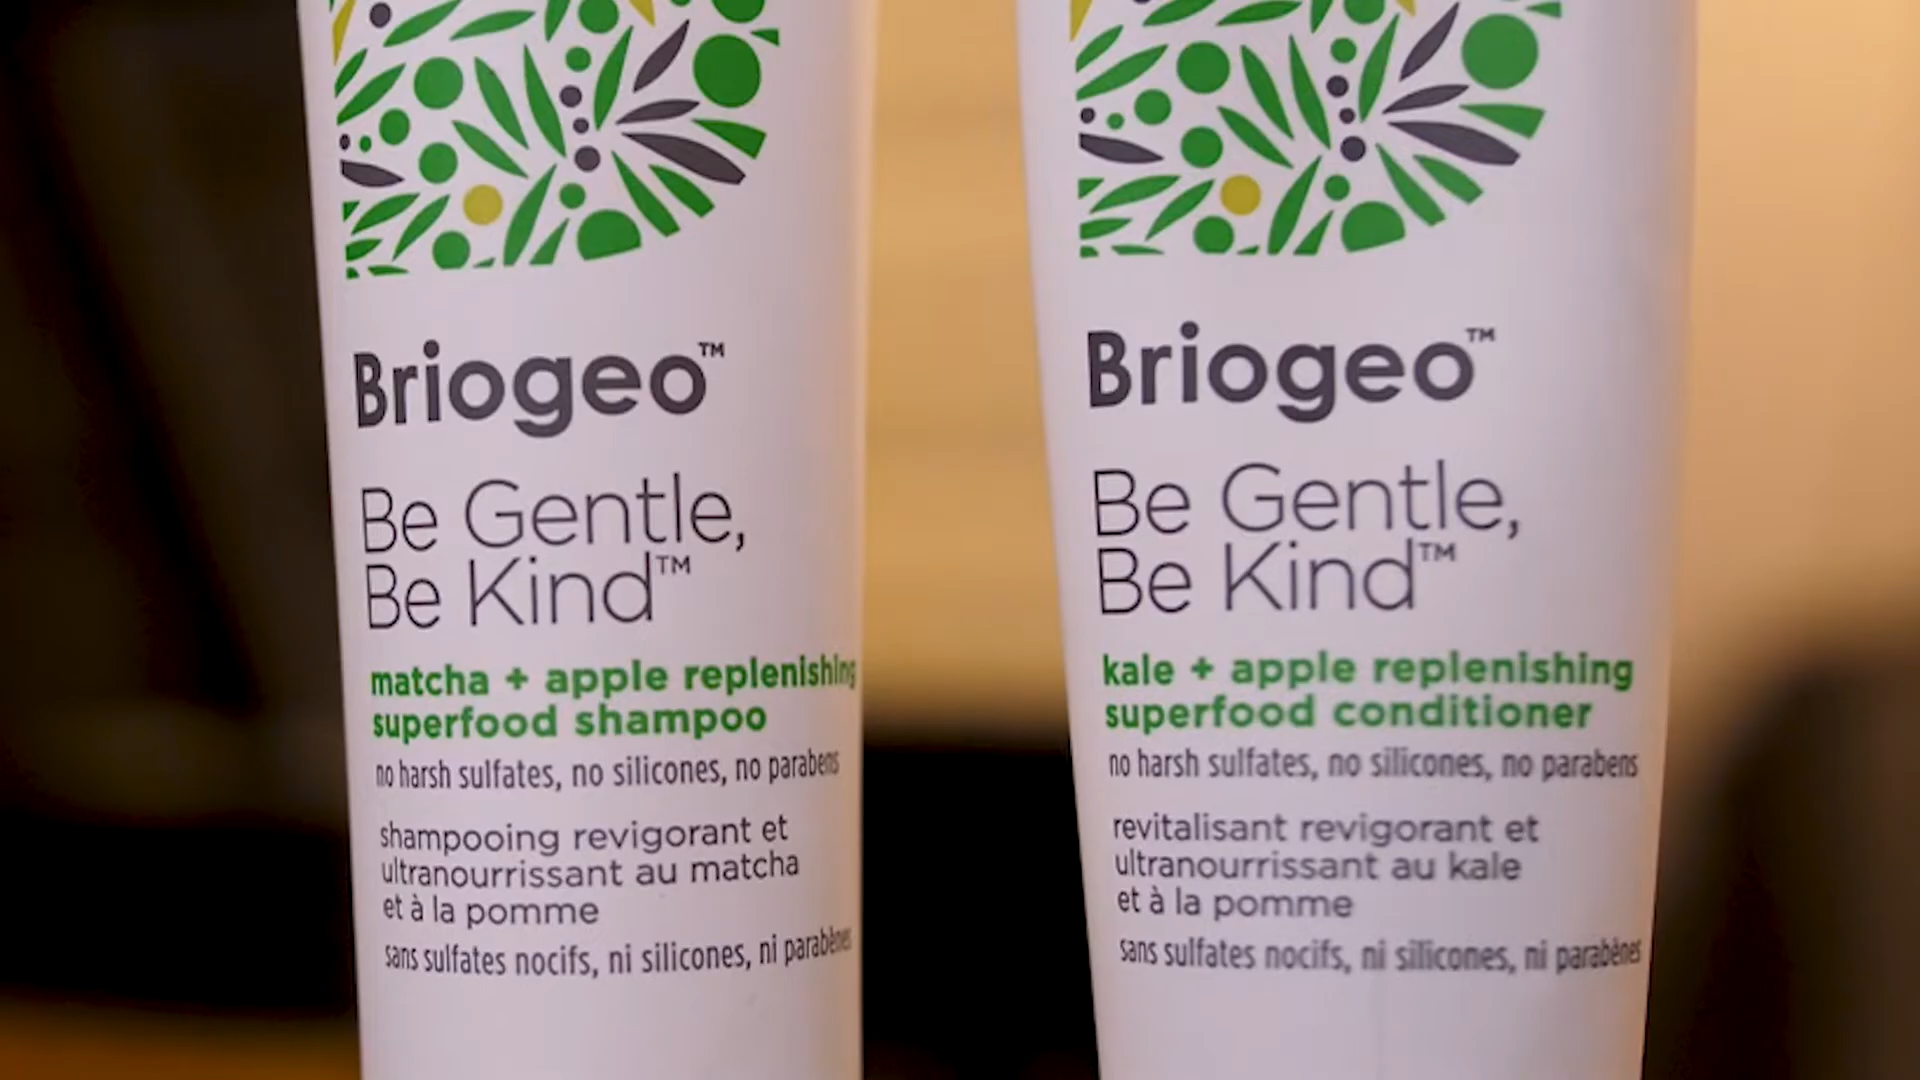 Briogeo™
Be Gentle,
Be Kind™
matcha + apple replenishing
superfood shampoo
no harsh sulfates, no silicones, no parabens
shampooing revigorant et
ultranourrissant au matcha
et à la pomme
sans sulfates nocifs, ni silicones, ni parabènes
Briogeo™
Be Gentle,
Be Kind™
kale + apple replenishing
superfood conditioner
no harsh sulfates, no silicones, no parabens
revitalisant revigorant et
ultranourrissant au kale
et à la pomme
sans sulfates nocifs, ni silicones, ni parabènes